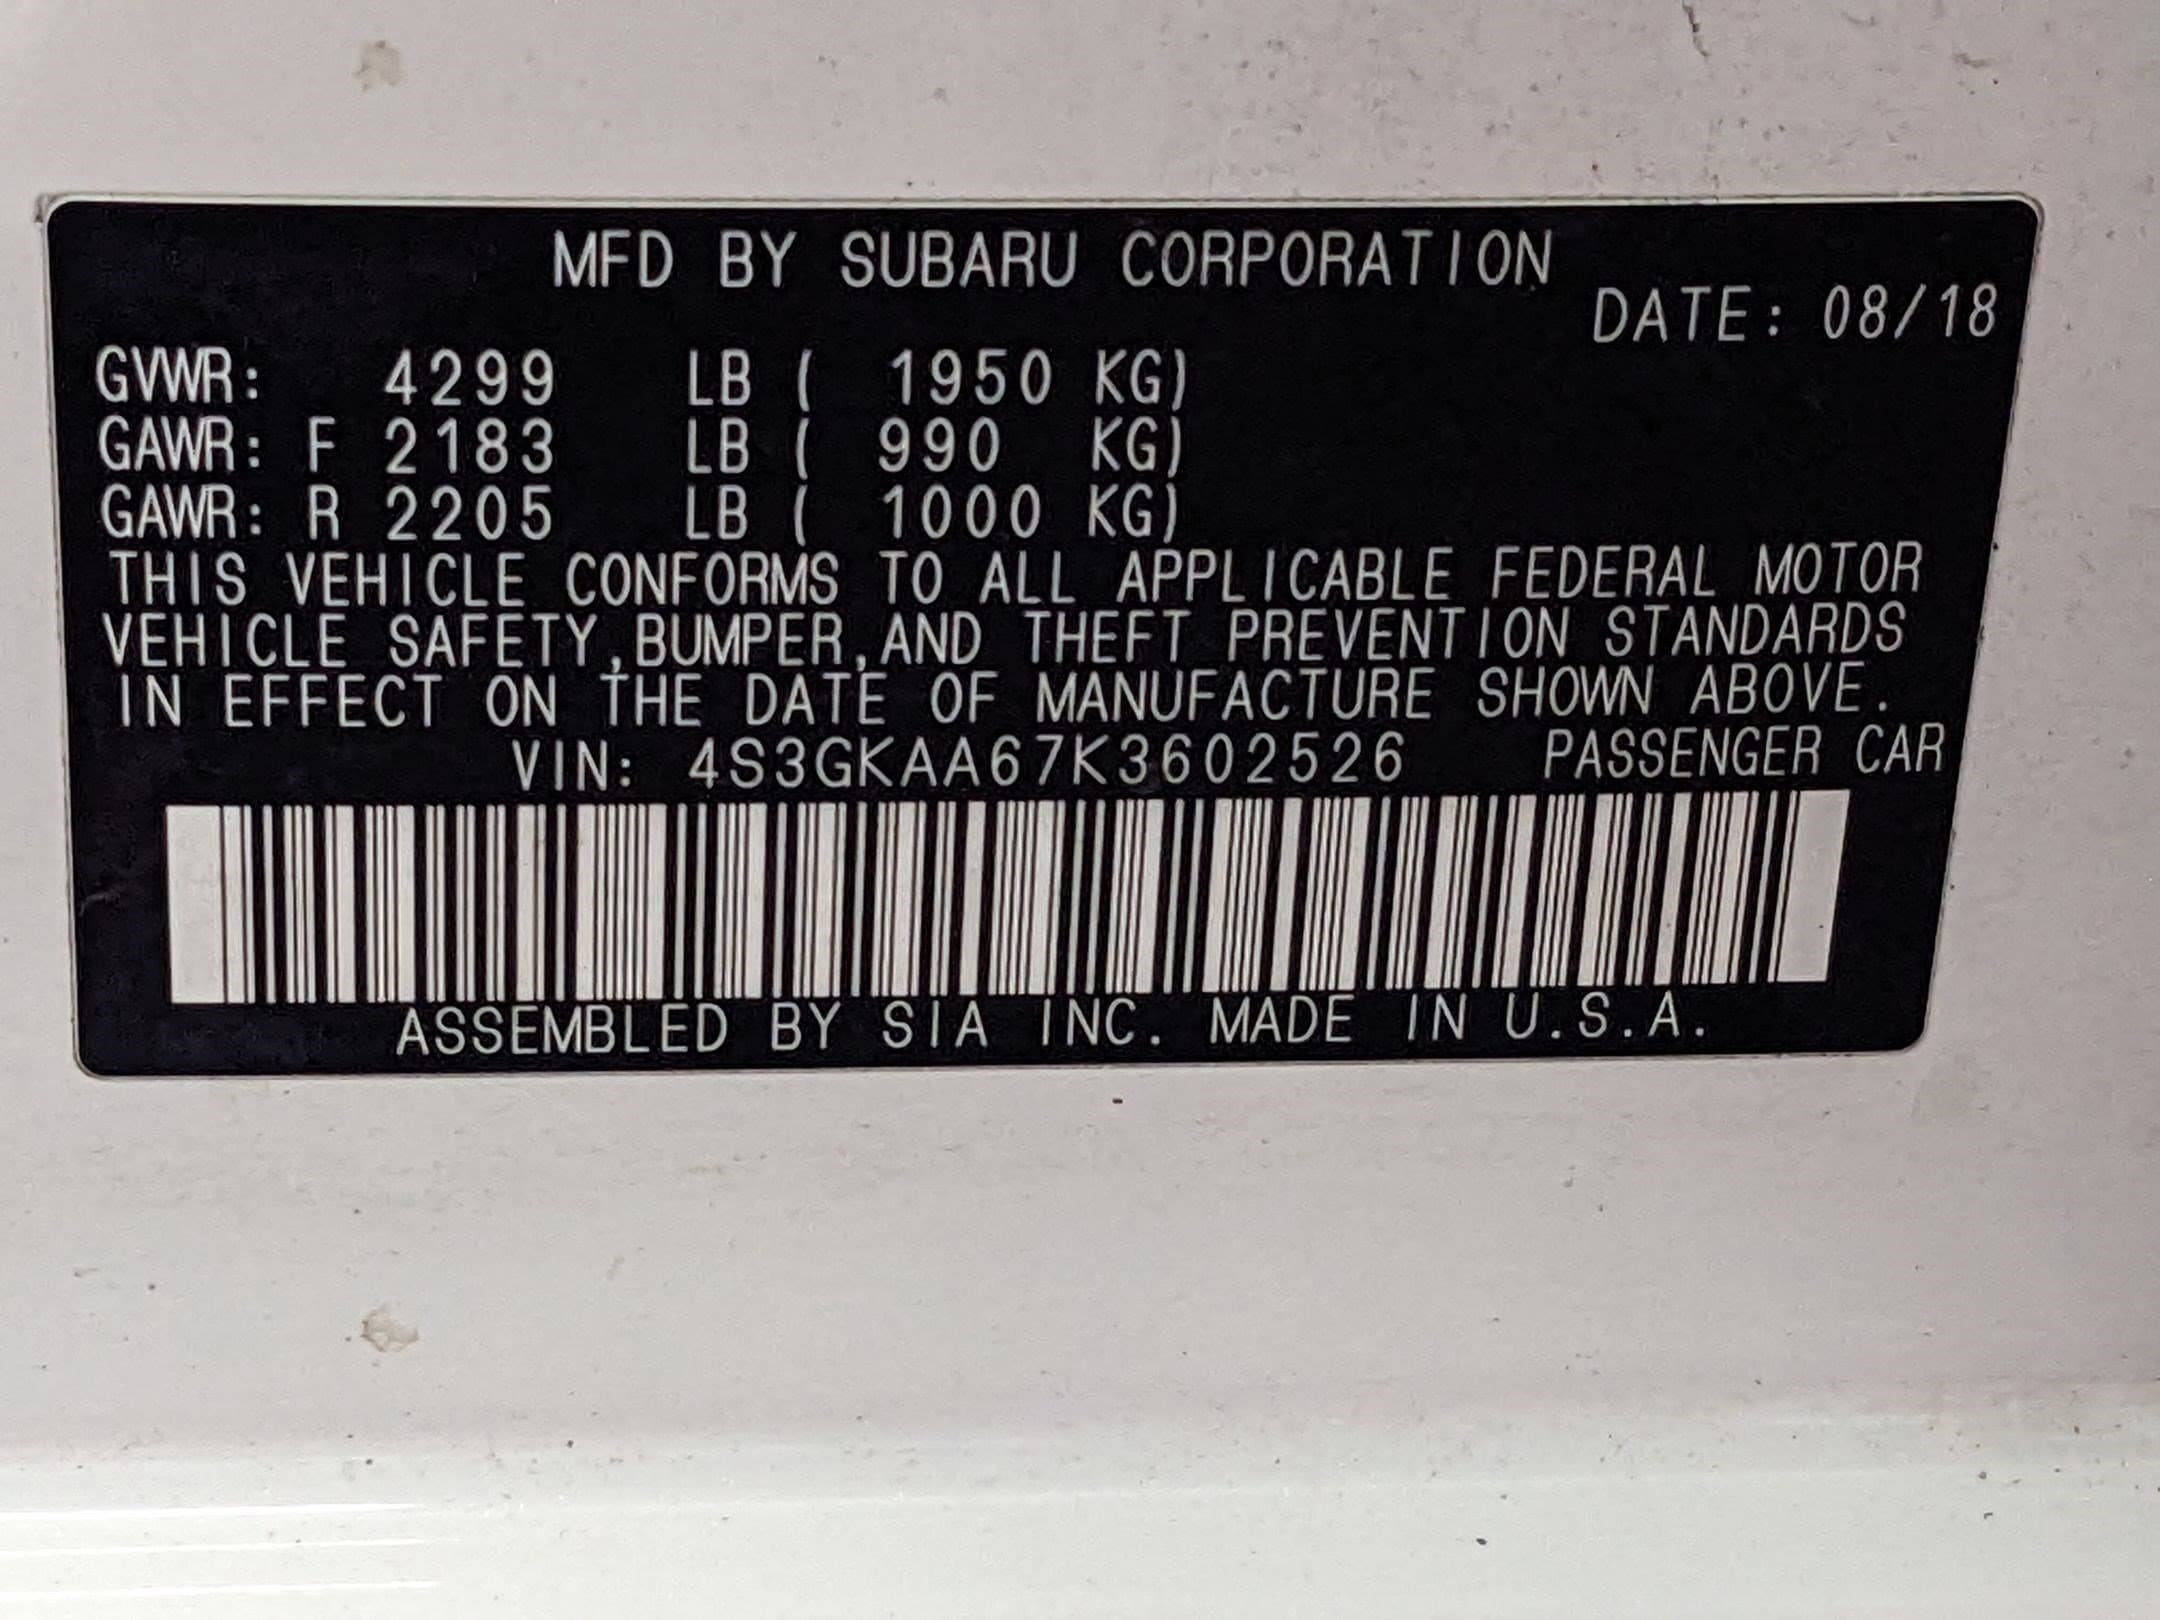 MFD BY SUBARU CORPORATION
DATE: 08/18
GVWR: 4299 LB ( 1950 KG)
GAWR: F 2183 LB ( 990 KG)
GAWR: R 2205 LB ( 1000 KG)
THIS VEHICLE CONFORMS TO ALL APPLICABLE FEDERAL MOTOR
VEHICLE SAFETY,BUMPER,AND THEFT PREVENTION STANDARDS
IN EFFECT ON THE DATE OF MANUFACTURE SHOWN ABOVE.
VIN: 4S3GKAA67K3602526 PASSENGER CAR
ASSEMBLED BY SIA INC. MADE IN U.S.A.